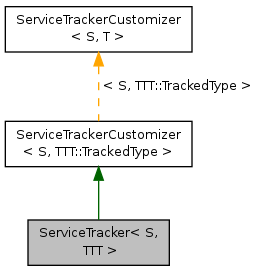 ServiceTrackerCustomizer
< S, T >
< S, TTT::TrackedType >
ServiceTrackerCustomizer
< S, TTT::TrackedType >
ServiceTracker< S,
TTT >